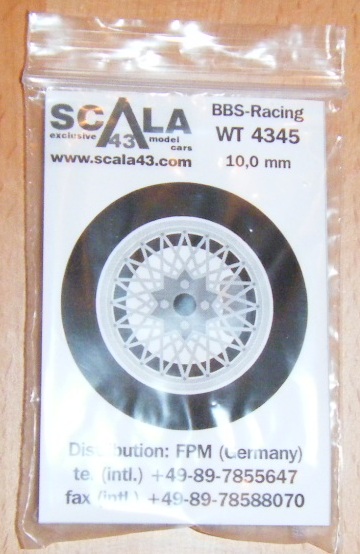 SCALA
exclusive 43 model cars
www.scala43.com
BBS-Racing
WT 4345
10,0 mm
Distribution: FPM (Germany)
tel (intl.) +49-89-7855647
fax (intl.) +49-89-78588070